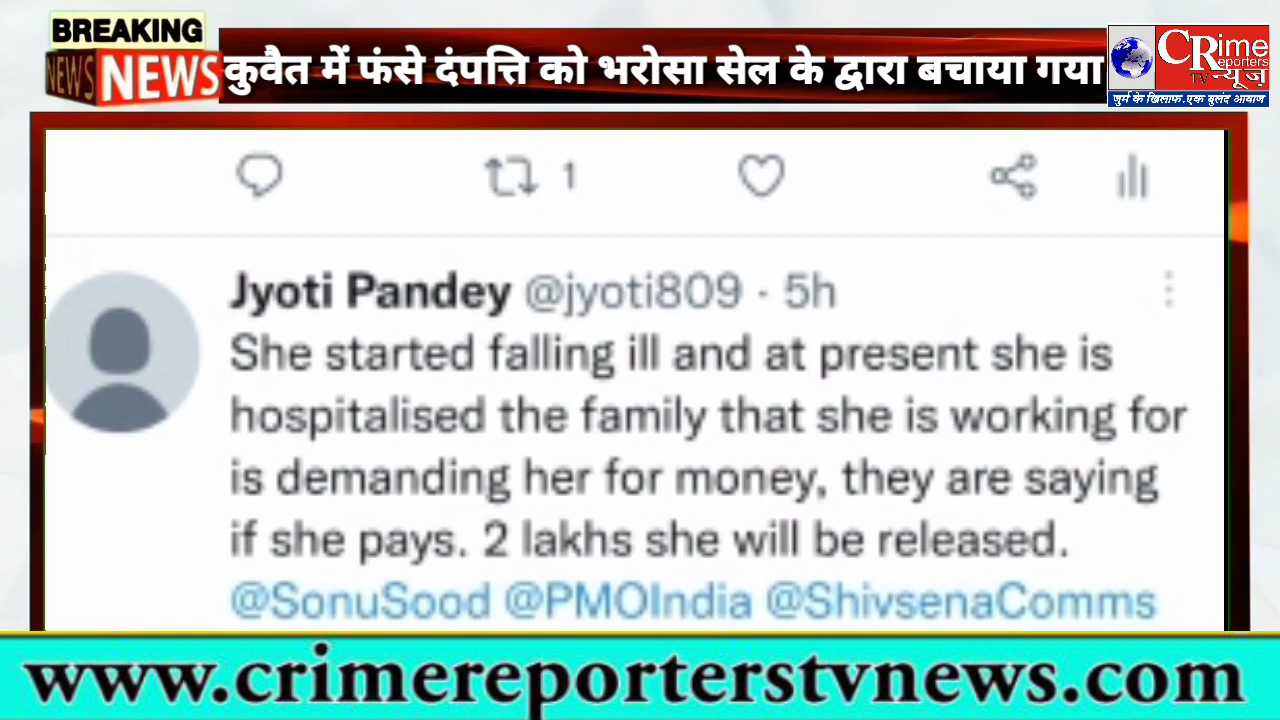 BREAKING
NEWS NEWS
कुवैत में फंसे दंपत्ति को भरोसा सेल के द्वारा बचाया गया
CRime
Reporters
TV न्यूज़
जुर्म के खिलाफ.एक बुलंद आवाज
1
Jyoti Pandey @jyoti809 · 5h
She started falling ill and at present she is
hospitalised the family that she is working for
is demanding her for money, they are saying
if she pays. 2 lakhs she will be released.
@SonuSood @PMOIndia @ShivsenaComms
www.crimereporterstvnews.com